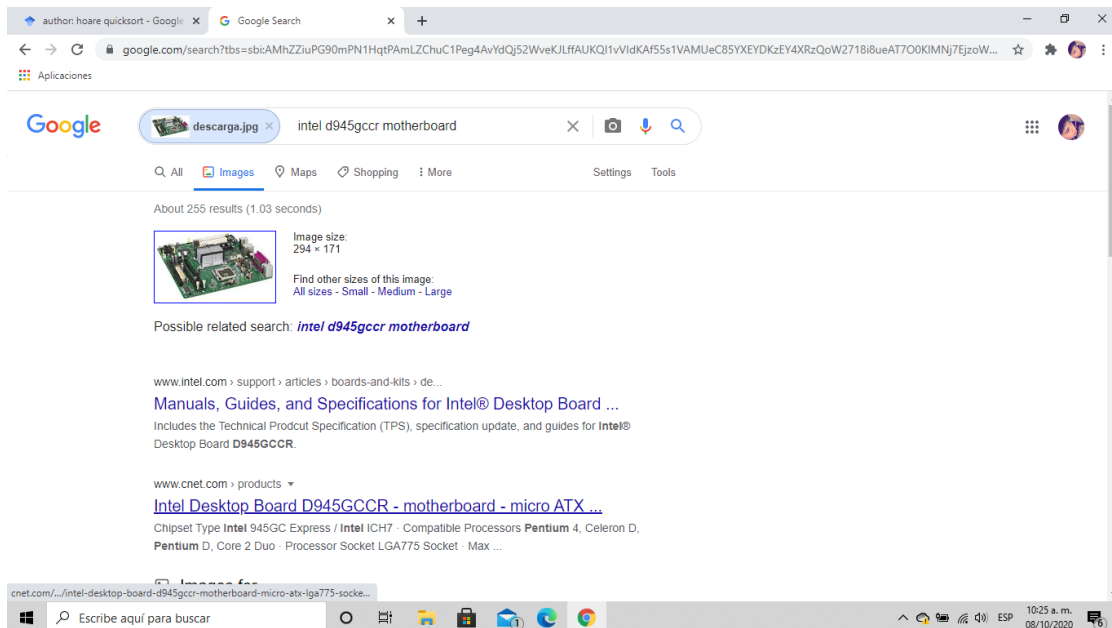 author: hoare quicksort - Google
Google Search
google.com/search?tbs=sbi:AMhZZiuPG90mPN1HqtPAmLZChuC1Peg4AvYdQj52WveKJLffAUKQI1vVIdKAf55s1VAMUeC85YXEYDKzEY4XRzQoW2718i8ueAT7O0KIMNj7EjzoW...
Aplicaciones
Google
descarga.jpg
intel d945gccr motherboard
All
Images
Maps
Shopping
More
Settings
Tools
About 255 results (1.03 seconds)
Image size:
294 × 171
Find other sizes of this image:
All sizes - Small - Medium - Large
Possible related search: intel d945gccr motherboard
www.intel.com › support › articles › boards-and-kits › de...
Manuals, Guides, and Specifications for Intel® Desktop Board ...
Includes the Technical Prodcut Specification (TPS), specification update, and guides for Intel®
Desktop Board D945GCCR.
www.cnet.com › products
Intel Desktop Board D945GCCR - motherboard - micro ATX ...
Chipset Type Intel 945GC Express / Intel ICH7 · Compatible Processors Pentium 4, Celeron D,
Pentium D, Core 2 Duo · Processor Socket LGA775 Socket · Max ...
Images for
cnet.com/.../intel-desktop-board-d945gccr-motherboard-micro-atx-lga775-socke...
Escribe aquí para buscar
1
ESP
10:25 a. m.
08/10/2020
6